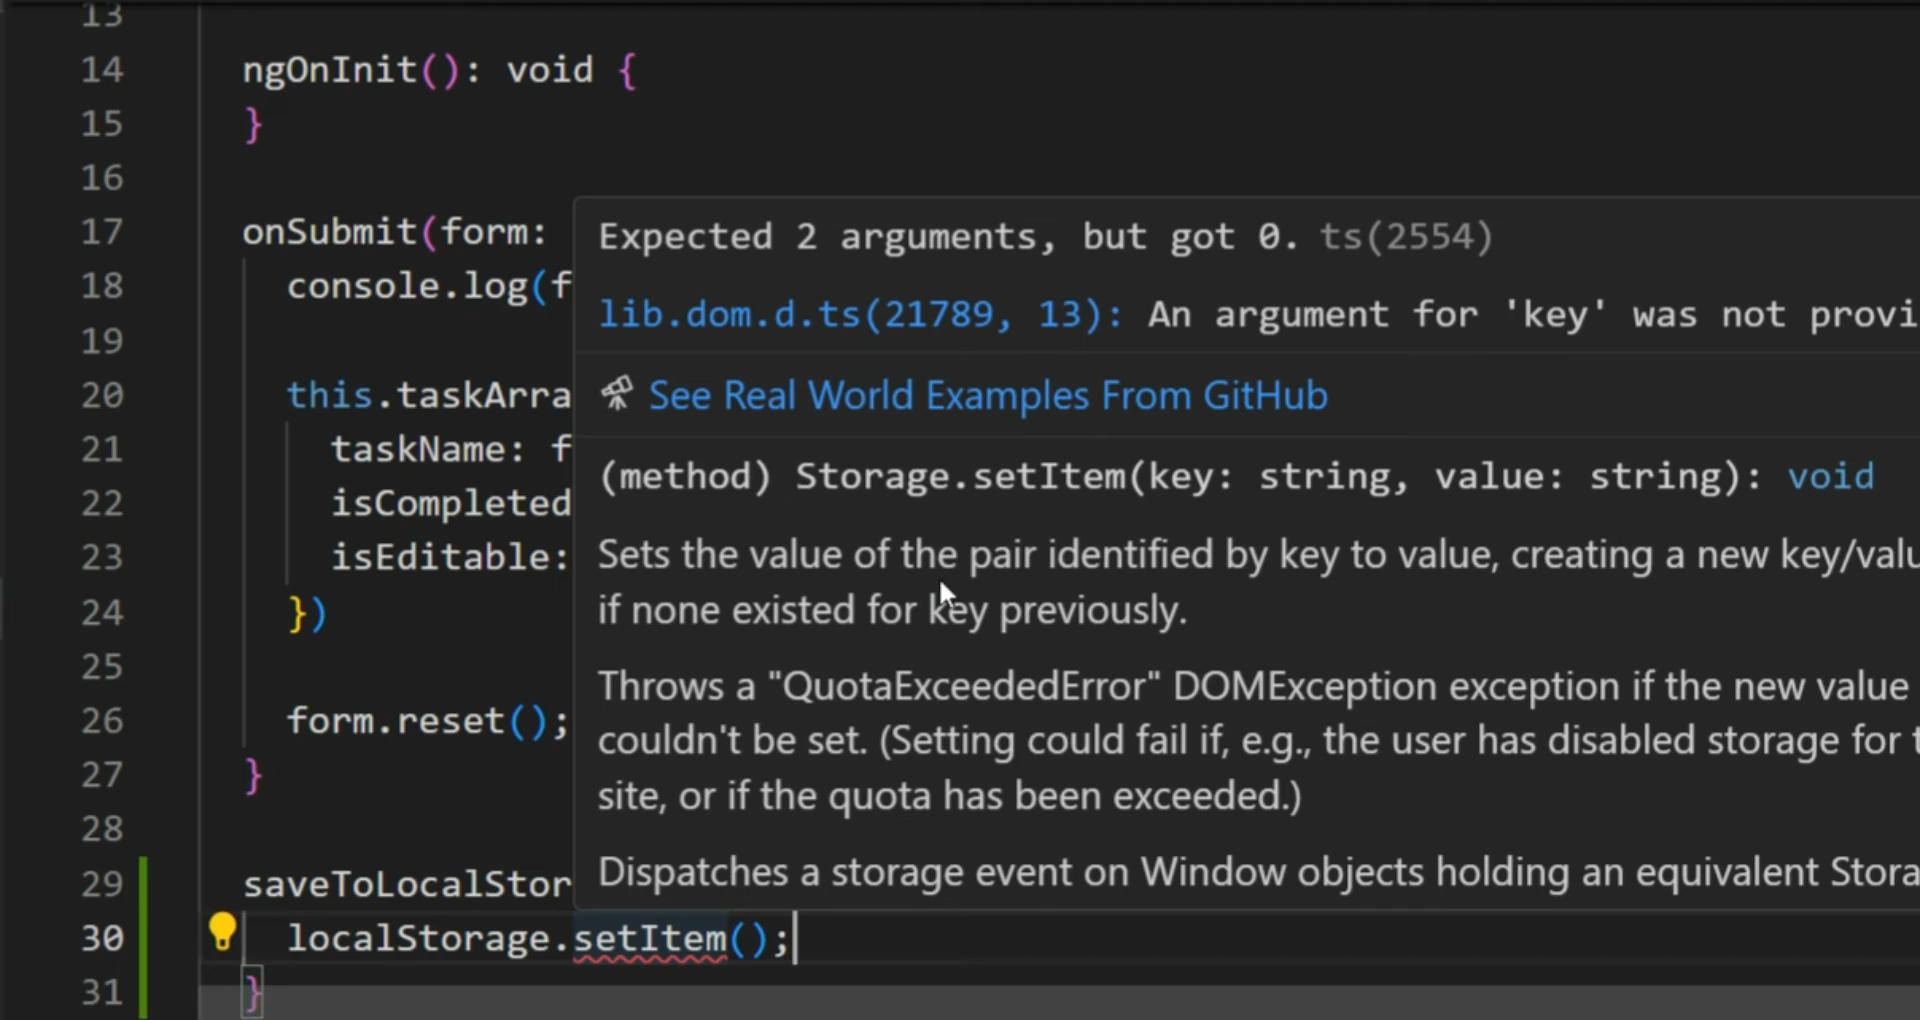 13
14 ngOnInit(): void {
15 }
16
17 onSubmit(form:
18 console.log(f
19
20 this.taskArra
21 taskName: f
22 isCompleted
23 isEditable:
24 })
25
26 form.reset();
27 }
28
29 saveToLocalStor
30 localStorage.setItem();
31 }
Expected 2 arguments, but got 0. ts(2554)
lib.dom.d.ts(21789, 13): An argument for 'key' was not provi
See Real World Examples From GitHub
(method) Storage.setItem(key: string, value: string): void
Sets the value of the pair identified by key to value, creating a new key/valu
if none existed for key previously.
Throws a "QuotaExceededError" DOMException exception if the new value
couldn't be set. (Setting could fail if, e.g., the user has disabled storage for t
site, or if the quota has been exceeded.)
Dispatches a storage event on Window objects holding an equivalent Stora